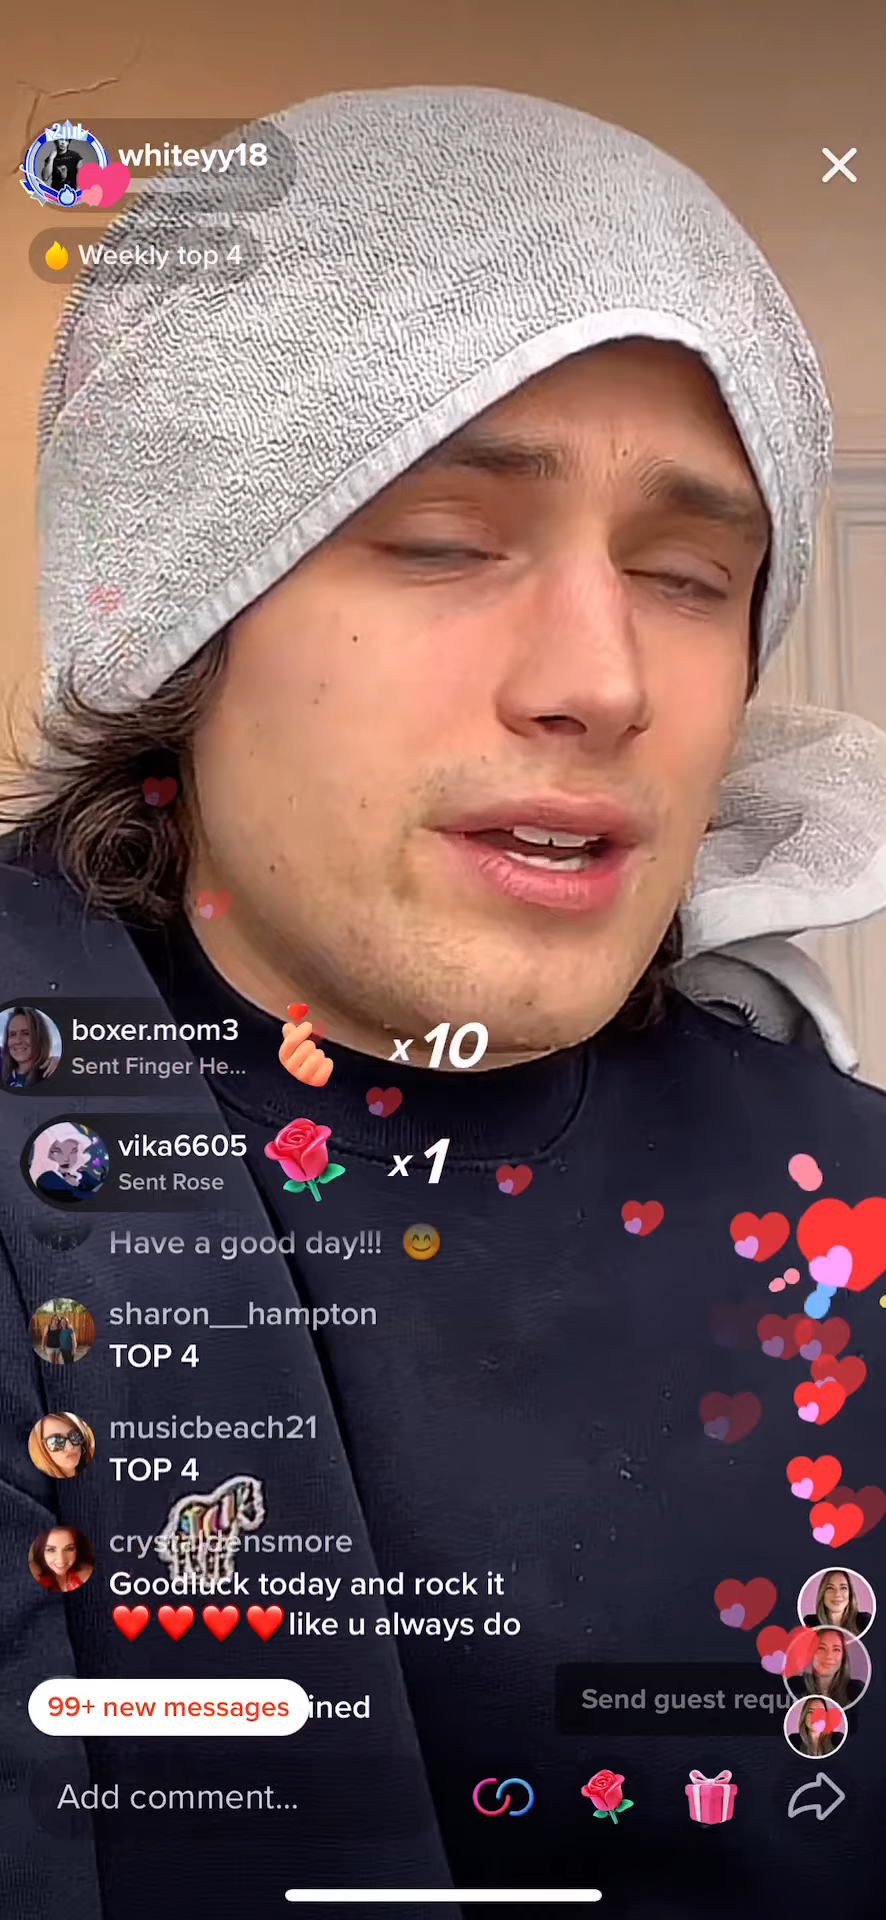 whiteyy18
Weekly top 4
boxer.mom3
Sent Finger He...
x10
vika6605
Sent Rose
x1
Have a good day!!! 😊
sharon__hampton
TOP 4
musicbeach21
TOP 4
crystaldensmore
Goodluck today and rock it
❤️❤️❤️❤️like u always do
99+ new messages
ined
Send guest requ
Add comment...